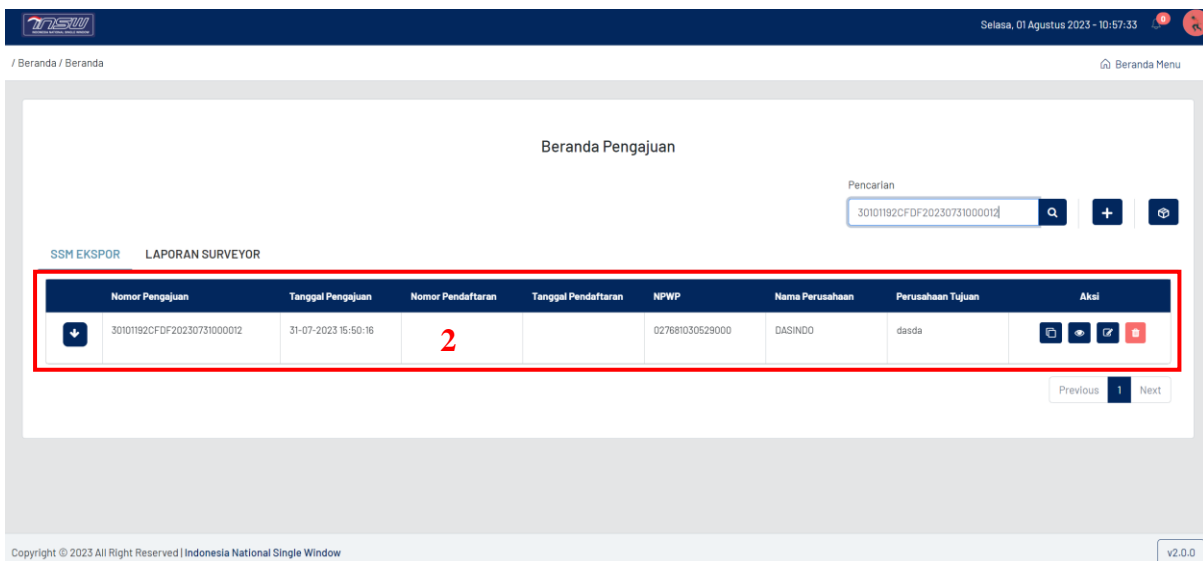 INSW
Selasa, 01 Agustus 2023 - 10:57:33
0
/ Beranda / Beranda
Beranda Menu
Beranda Pengajuan
Pencarian
30101192CFDF20230731000012
SSM EKSPOR LAPORAN SURVEYOR
Nomor Pengajuan Tanggal Pengajuan Nomor Pendaftaran Tanggal Pendaftaran NPWP Nama Perusahaan Perusahaan Tujuan Aksi
30101192CFDF20230731000012 31-07-2023 15:50:16 2 027681030529000 DASINDO dasda
Previous 1 Next
Copyright © 2023 All Right Reserved | Indonesia National Single Window
v2.0.0